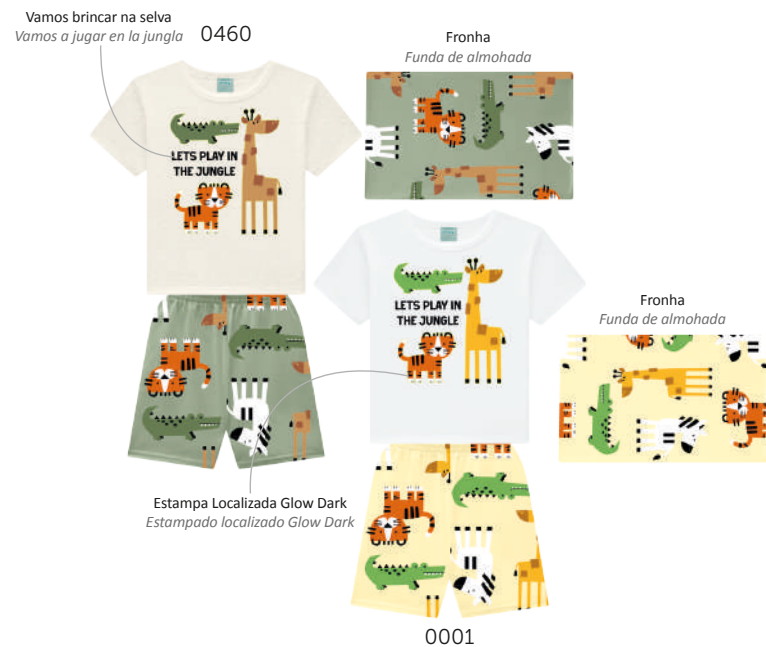 Vamos brincar na selva
Vamos a jugar en la jungla
0460
Fronha
Funda de almohada
LETS PLAY IN
THE JUNGLE
LETS PLAY IN
THE JUNGLE
Fronha
Funda de almohada
Estampa Localizada Glow Dark
Estampado localizado Glow Dark
0001